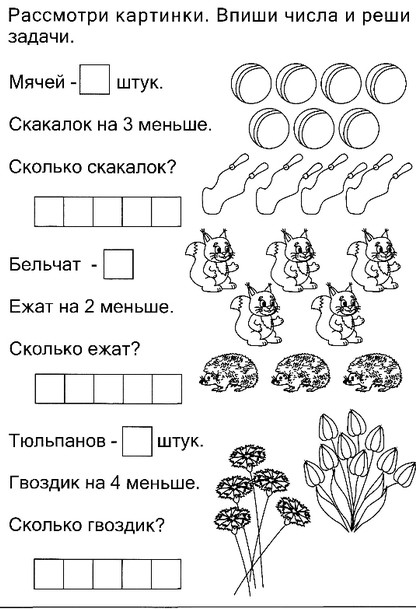 Рассмотри картинки. Впиши числа и реши
задачи.
Мячей - штук.
Скакалок на 3 меньше.
Сколько скакалок?
Бельчат -
Ежат на 2 меньше.
Сколько ежат?
Тюльпанов - штук.
Гвоздик на 4 меньше.
Сколько гвоздик?